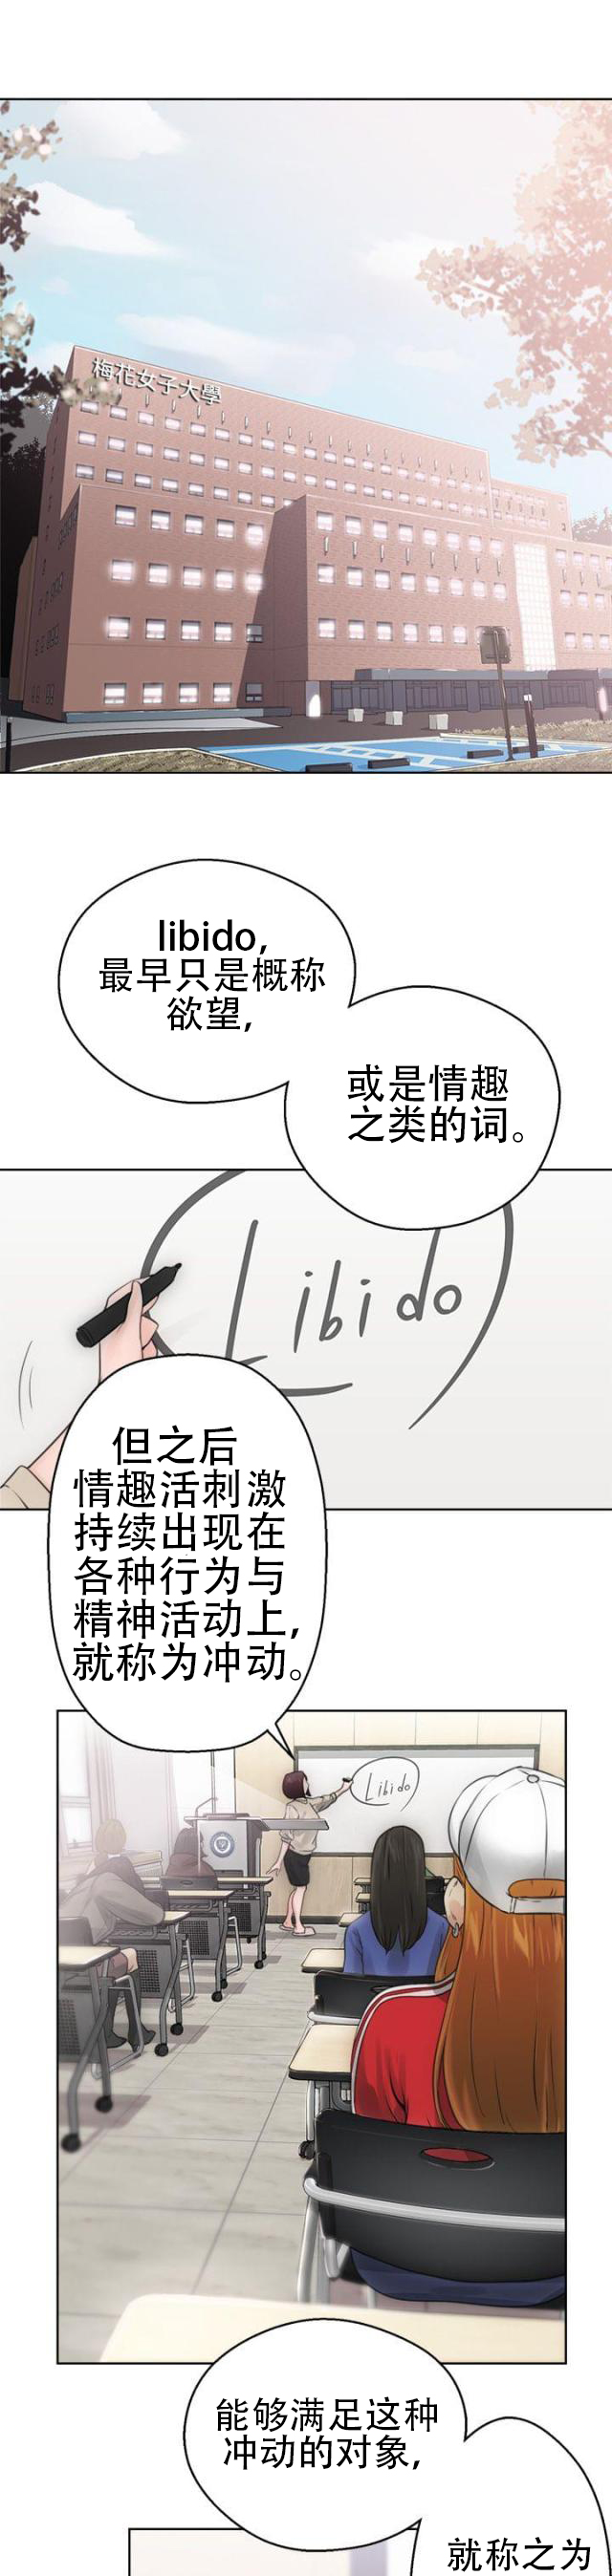 梅花女子大學
libido,
最早只是概称
欲望,
或是情趣
之类的词。
Libido
但之后
情趣活刺激
持续出现在
各种行为与
精神活动上,
就称为冲动。
Libido
能够满足这种
冲动的对象,
就称之为